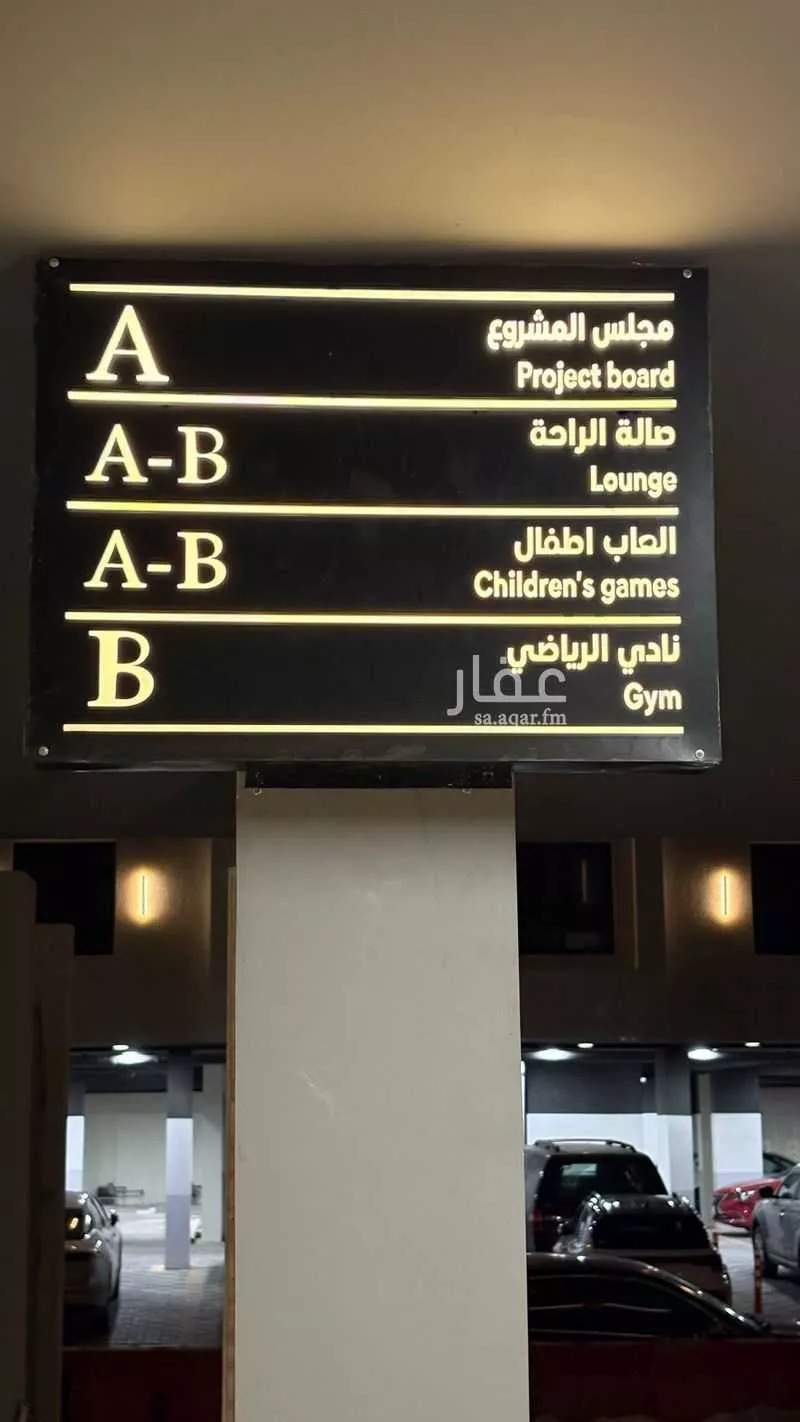 A
مجلس المشروع
Project board
A-B
صالة الراحة
Lounge
A-B
العاب اطفال
Children's games
B
نادي الرياضي
Gym
عقار
sa.aqar.fm